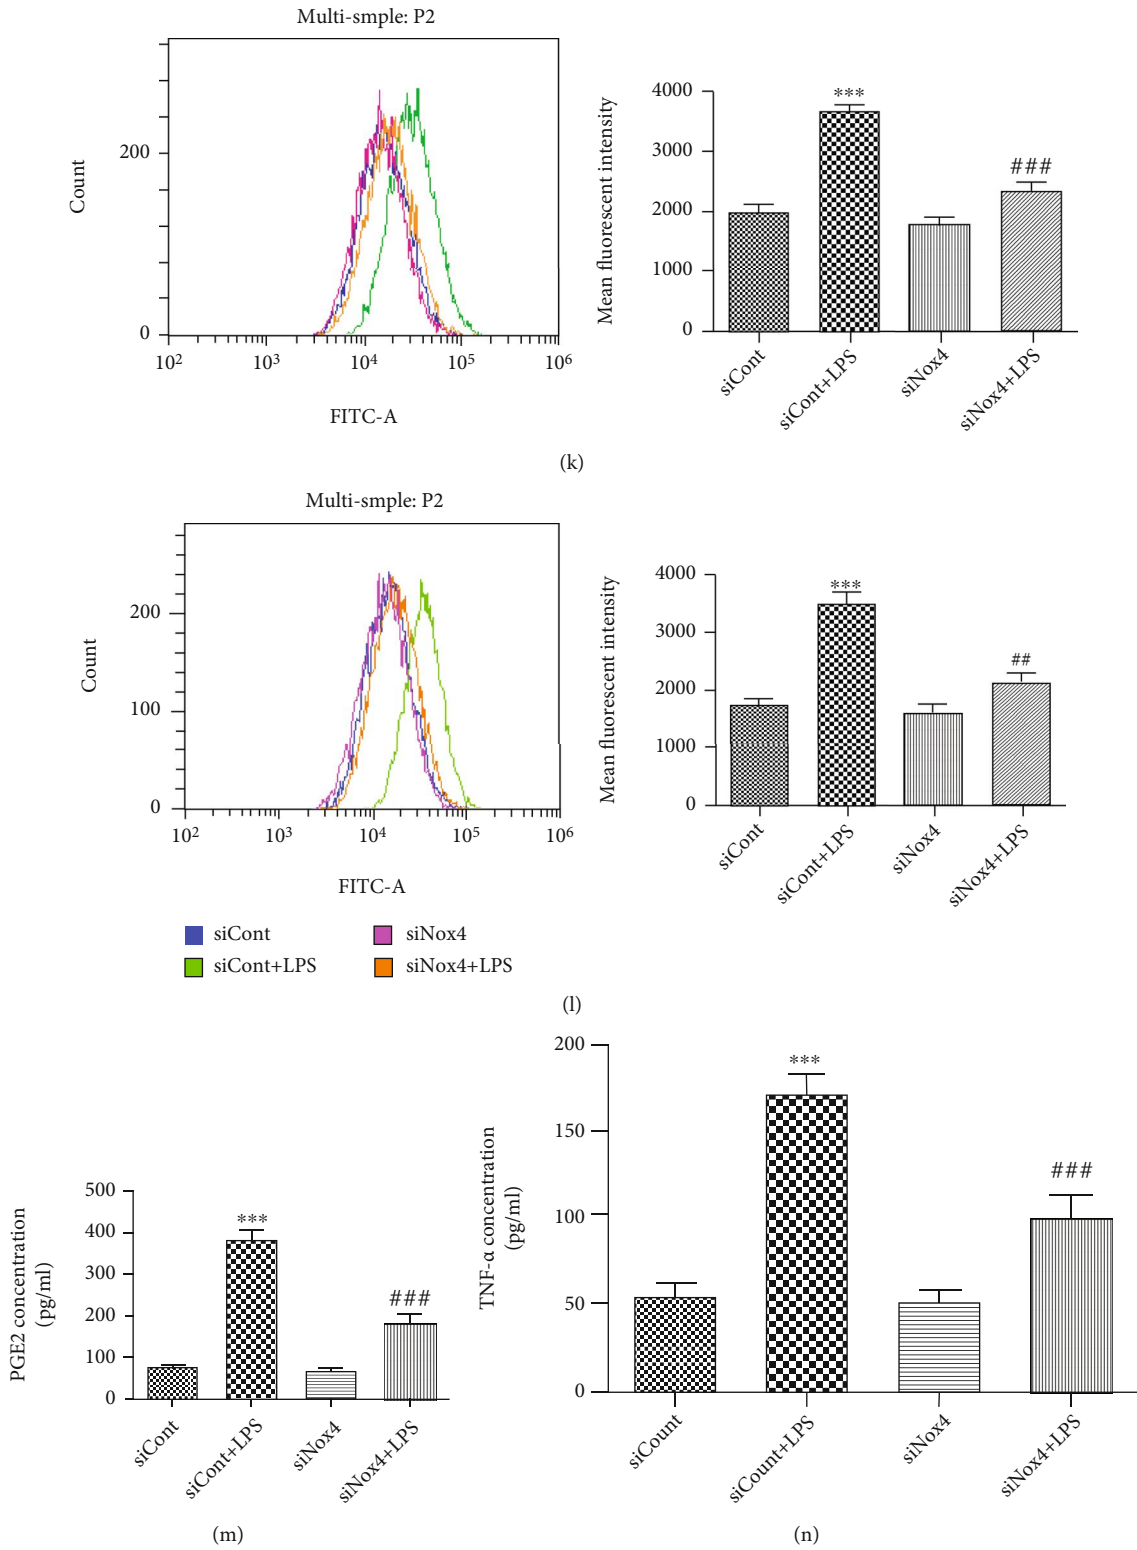 Multi-smple: P2
Count
200
0
10² 10³ 10⁴ 10⁵ 10⁶
FITC-A
Mean fluorescent intensity
4000
3000
2000
1000
0
***
###
siCont
siCont+LPS
siNox4
siNox4+LPS
(k)
Multi-smple: P2
Count
200
100
0
10² 10³ 10⁴ 10⁵ 10⁶
FITC-A
siCont
siNox4
siCont+LPS
siNox4+LPS
Mean fluorescent intensity
4000
3000
2000
1000
0
***
##
siCont
siCont+LPS
siNox4
siNox4+LPS
(l)
PGE2 concentration
(pg/ml)
500
400
300
200
100
0
***
###
siCont
siCont+LPS
siNox4
siNox4+LPS
(m)
TNF-α concentration
(pg/ml)
200
150
100
50
0
***
###
siCount
siCount+LPS
siNox4
siNox4+LPS
(n)